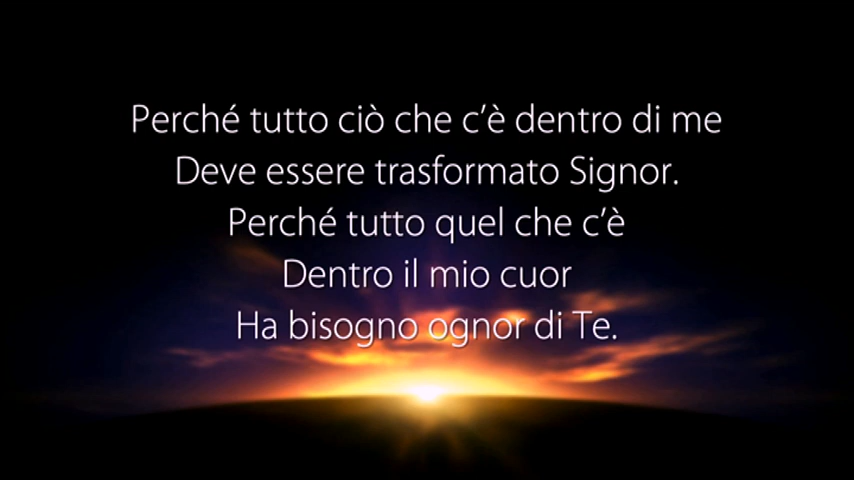 Perché tutto ciò che c’è dentro di me
Deve essere trasformato Signor.
Perché tutto quel che c’è
Dentro il mio cuor
Ha bisogno ognor di Te.